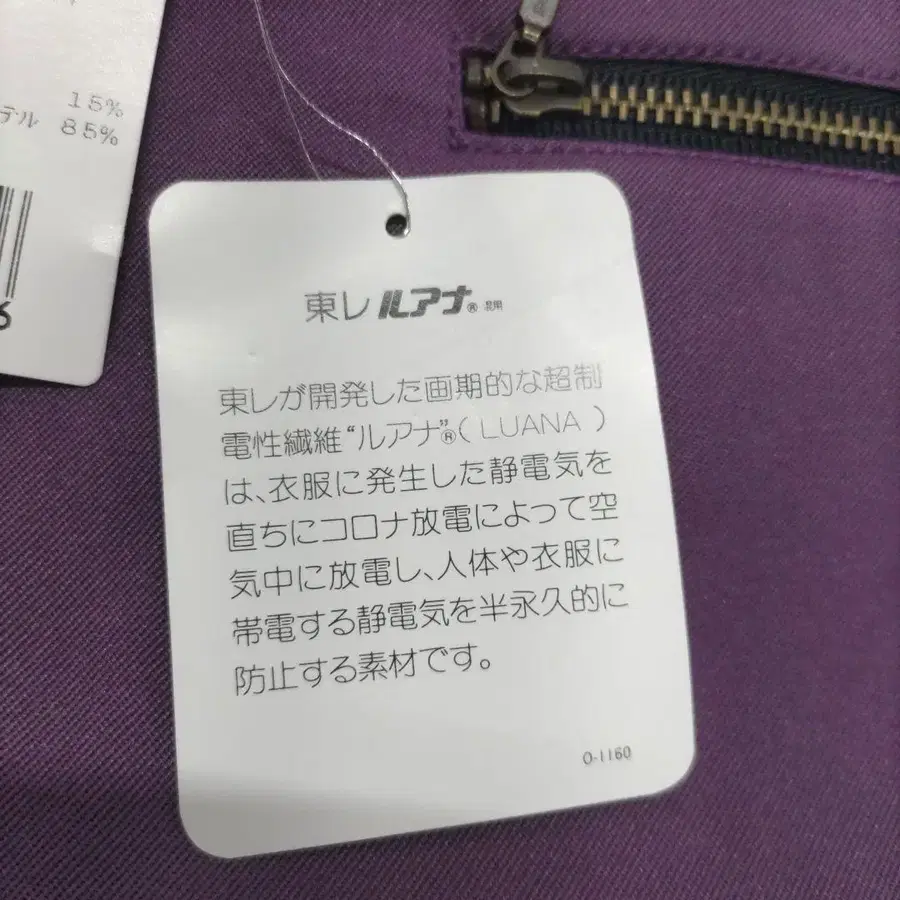 15%
テル 85%
6
東レ ルアナ®
東レが開発した画期的な超制
電性繊維“ルアナ”®( LUANA )
は、衣服に発生した静電気を
直ちにコロナ放電によって空
気中に放電し、人体や衣服に
帯電する静電気を半永久的に
防止する素材です。
O-1160